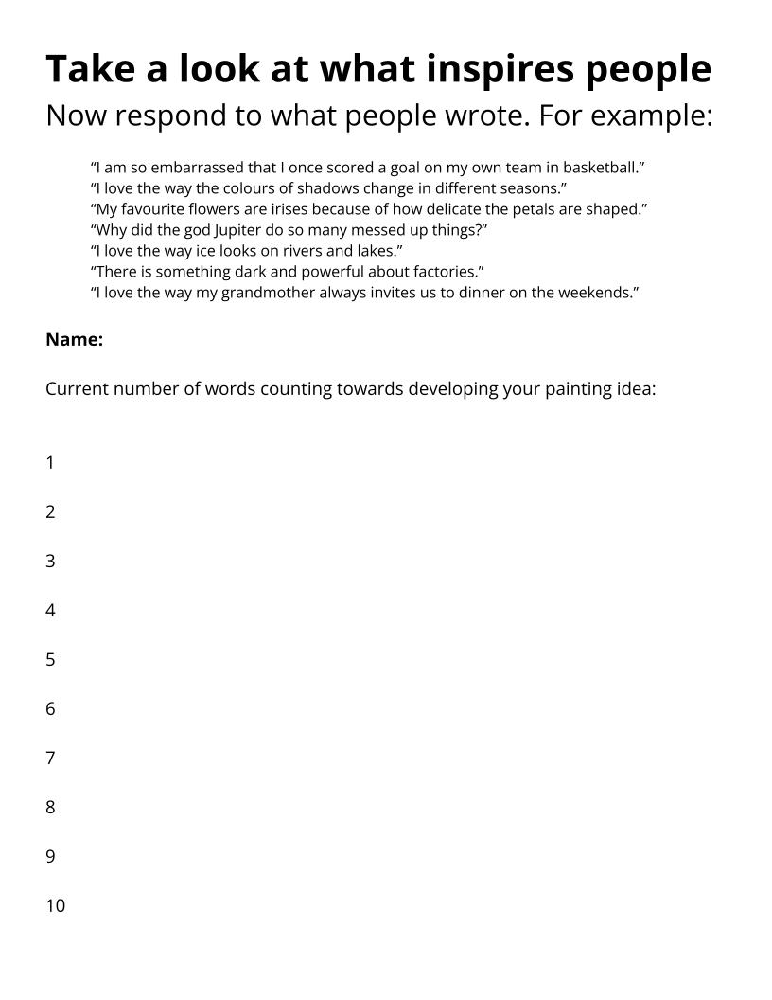 Take a look at what inspires people
Now respond to what people wrote. For example:
“I am so embarrassed that I once scored a goal on my own team in basketball.”
“I love the way the colours of shadows change in different seasons.”
“My favourite flowers are irises because of how delicate the petals are shaped.”
“Why did the god Jupiter do so many messed up things?”
“I love the way ice looks on rivers and lakes.”
“There is something dark and powerful about factories.”
“I love the way my grandmother always invites us to dinner on the weekends.”
Name:
Current number of words counting towards developing your painting idea:
1
2
3
4
5
6
7
8
9
10